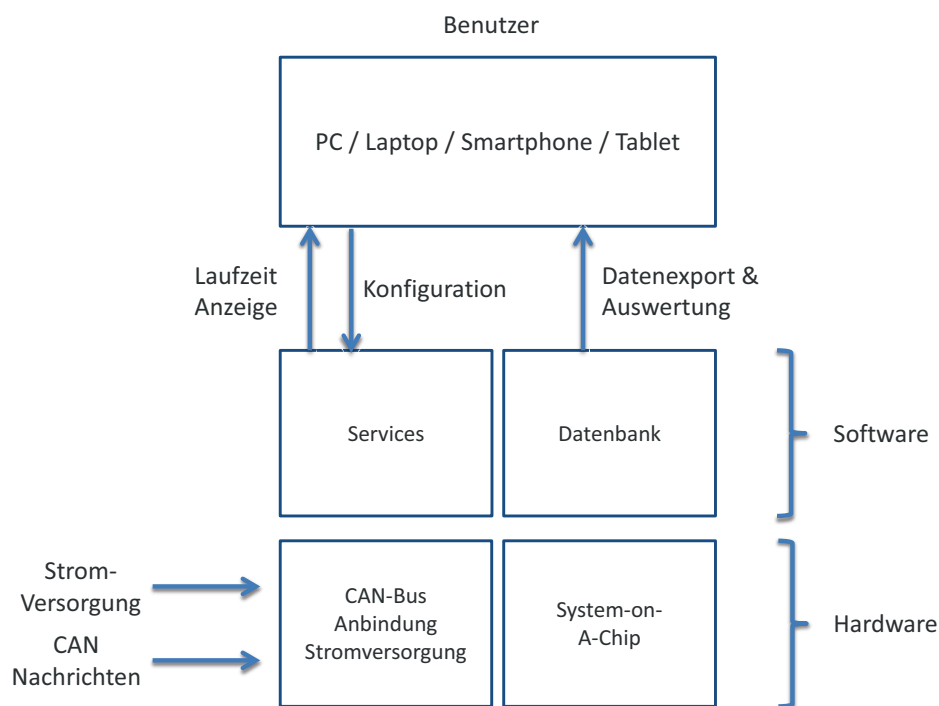 Benutzer
PC / Laptop / Smartphone / Tablet
Laufzeit
Anzeige
Konfiguration
Datenexport &
Auswertung
Services
Datenbank
Software
Strom-
Versorgung
CAN
Nachrichten
CAN-Bus
Anbindung
Stromversorgung
System-on-
A-Chip
Hardware